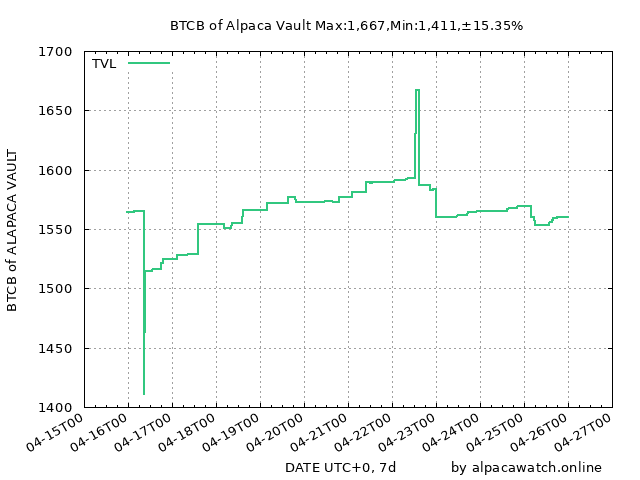 BTCB of Alpaca Vault Max:1,667,Min:1,411,±15.35%
TVL
BTCB of ALAPACA VAULT
1700
1650
1600
1550
1500
1450
1400
04-15T00
04-16T00
04-17T00
04-18T00
04-19T00
04-20T00
04-21T00
04-22T00
04-23T00
04-24T00
04-25T00
04-26T00
04-27T00
DATE UTC+0, 7d
by alpacawatch.online